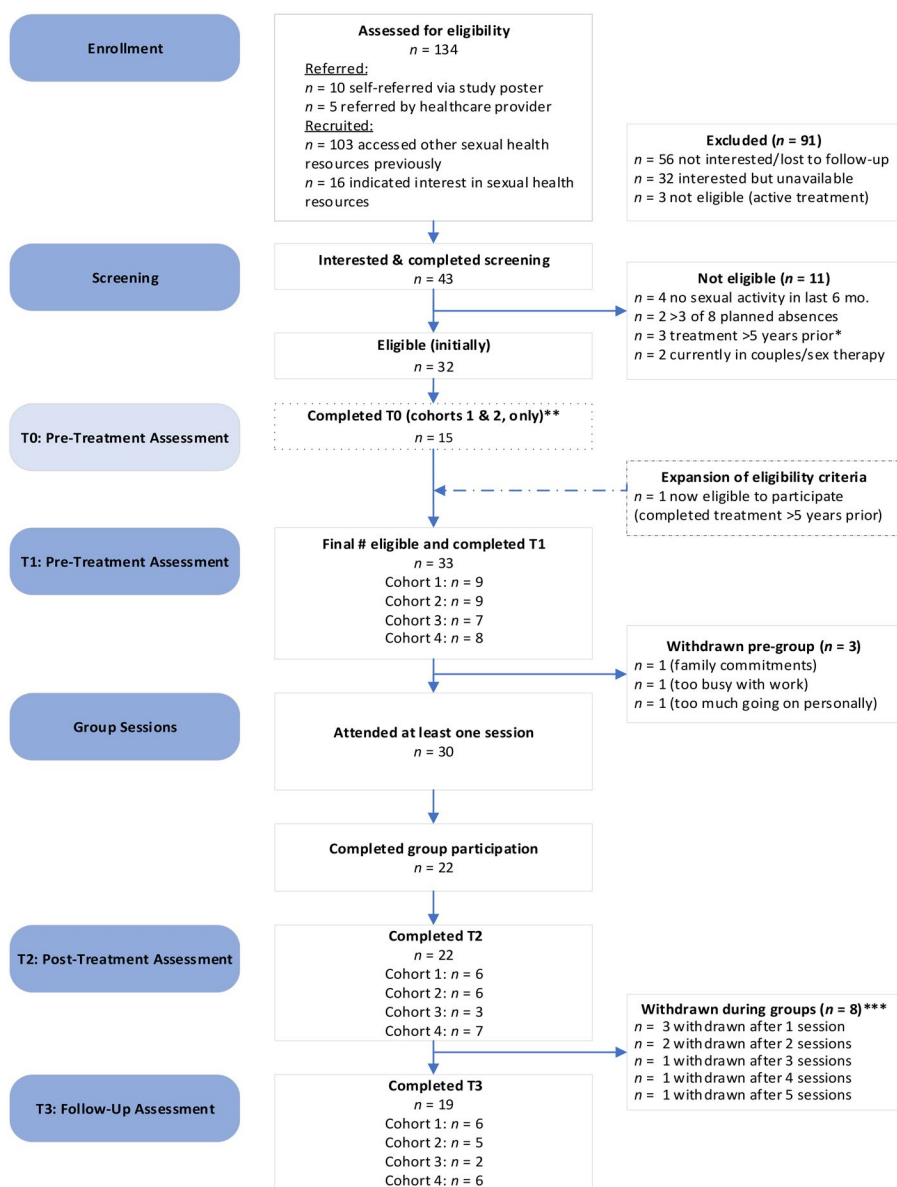 Enrollment
Assessed for eligibility
n = 134
Referred:
n = 10 self-referred via study poster
n = 5 referred by healthcare provider
Recruited:
n = 103 accessed other sexual health
resources previously
n = 16 indicated interest in sexual health
resources
Excluded (n = 91)
n = 56 not interested/lost to follow-up
n = 32 interested but unavailable
n = 3 not eligible (active treatment)
Screening
Interested & completed screening
n = 43
Not eligible (n = 11)
n = 4 no sexual activity in last 6 mo.
n = 2 >3 of 8 planned absences
n = 3 treatment >5 years prior*
n = 2 currently in couples/sex therapy
Eligible (initially)
n = 32
T0: Pre-Treatment Assessment
Completed T0 (cohorts 1 & 2, only)**
n = 15
Expansion of eligibility criteria
n = 1 now eligible to participate
(completed treatment >5 years prior)
T1: Pre-Treatment Assessment
Final # eligible and completed T1
n = 33
Cohort 1: n = 9
Cohort 2: n = 9
Cohort 3: n = 7
Cohort 4: n = 8
Withdrawn pre-group (n = 3)
n = 1 (family commitments)
n = 1 (too busy with work)
n = 1 (too much going on personally)
Group Sessions
Attended at least one session
n = 30
Completed group participation
n = 22
T2: Post-Treatment Assessment
Completed T2
n = 22
Cohort 1: n = 6
Cohort 2: n = 6
Cohort 3: n = 3
Cohort 4: n = 7
Withdrawn during groups (n = 8)***
n = 3 withdrawn after 1 session
n = 2 withdrawn after 2 sessions
n = 1 withdrawn after 3 sessions
n = 1 withdrawn after 4 sessions
n = 1 withdrawn after 5 sessions
T3: Follow-Up Assessment
Completed T3
n = 19
Cohort 1: n = 6
Cohort 2: n = 5
Cohort 3: n = 2
Cohort 4: n = 6